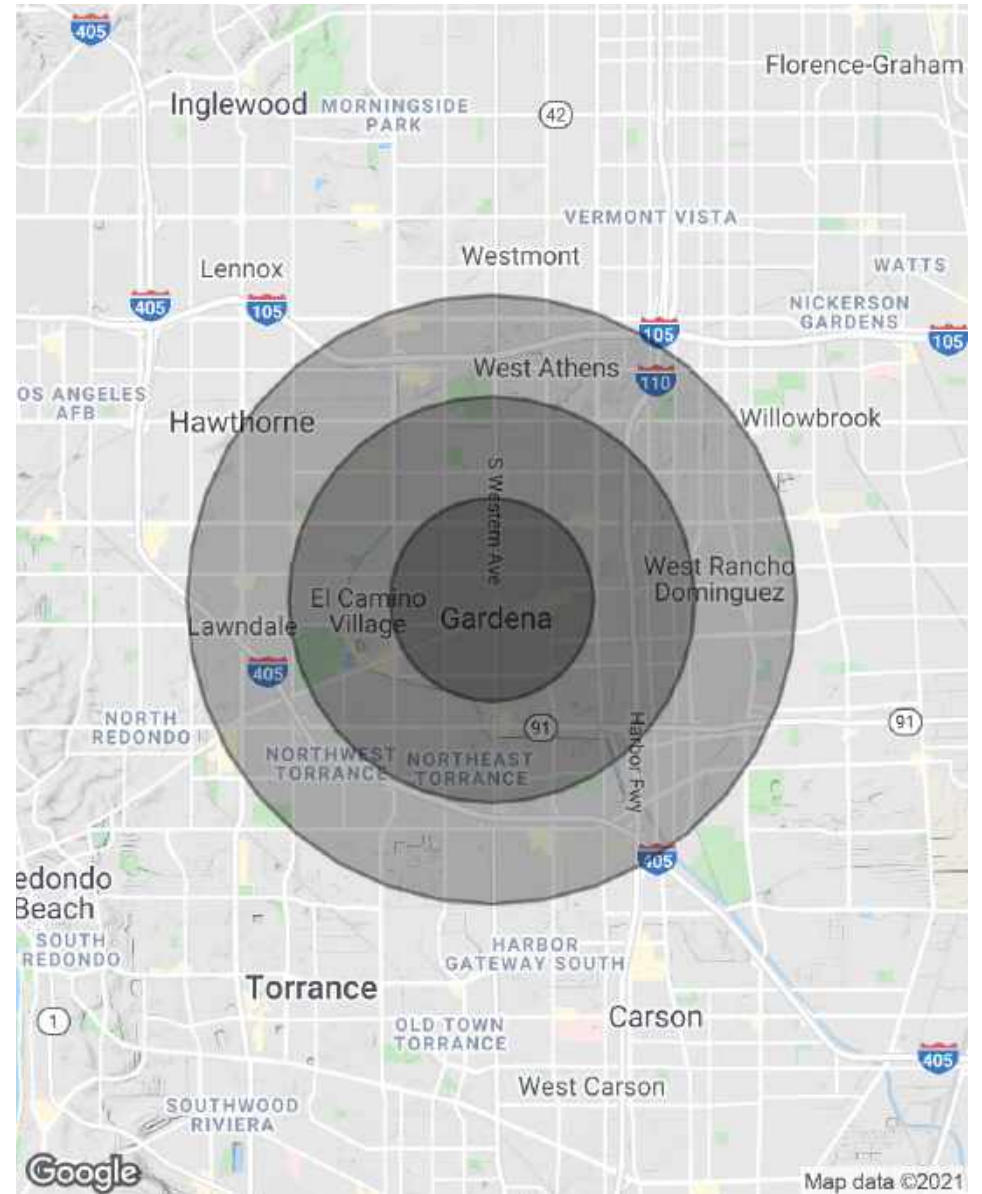 405
Florence-Graham
Inglewood
MORNINGSIDE
PARK
42
VERMONT VISTA
Westmont
WATTS
Lennox
NICKERSON
GARDENS
405
105
105
105
West Athens
110
OS ANGELES
AFB
Hawthorne
Willowbrook
S Western Ave
West Rancho
Dominguez
El Camino
Village
Gardena
Lawndale
405
NORTH
REDONDO
91
91
Harbor Fwy
NORTHWEST
TORRANCE
NORTHEAST
TORRANCE
405
edondo
Beach
SOUTH
REDONDO
HARBOR
GATEWAY SOUTH
Torrance
1
OLD TOWN
TORRANCE
Carson
405
West Carson
SOUTHWOOD
RIVIERA
Google
Map data ©2021